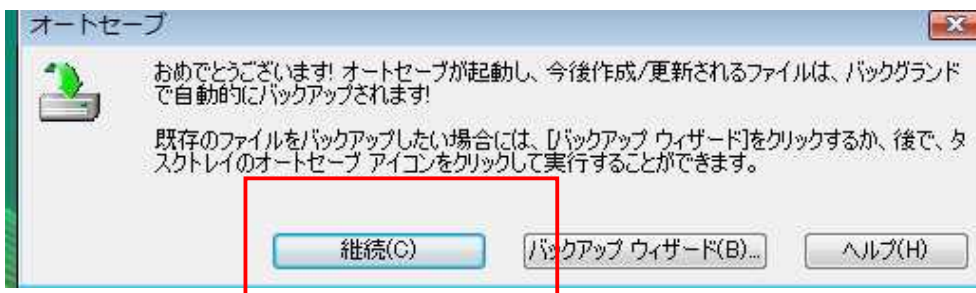 オートセーブ
おめでとうございます! オートセーブが起動し、今後作成/更新されるファイルは、バックグランド
で自動的にバックアップされます!
既存のファイルをバックアップしたい場合には、[バックアップ ウィザード]をクリックするか、後で、タ
スクトレイのオートセーブ アイコンをクリックして実行することができます。
継続(C)
バックアップ ウィザード(B)...
ヘルプ(H)